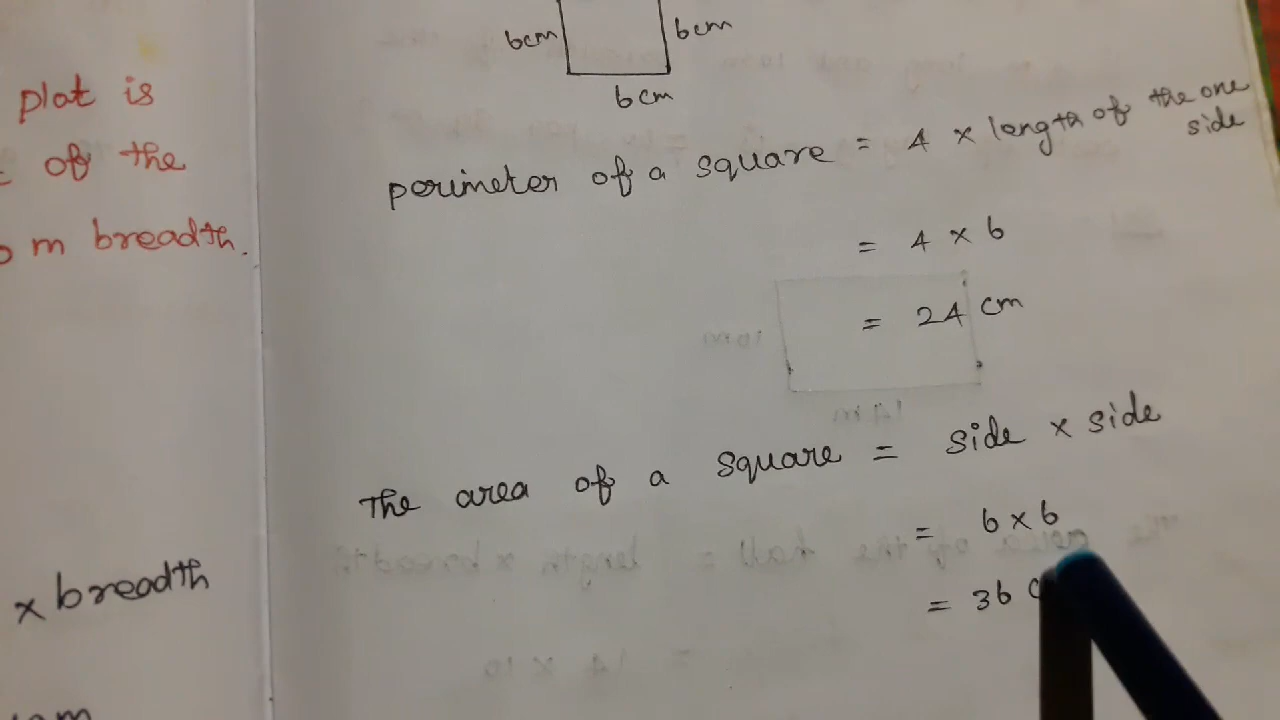 plat is
of the
m breadth.
x breadth
6cm 6cm
6cm
perimeter of a square = 4 x length of the one
side
= 4 x 6
= 24 cm
The area of a square = side x side
= 6 x 6
= 36